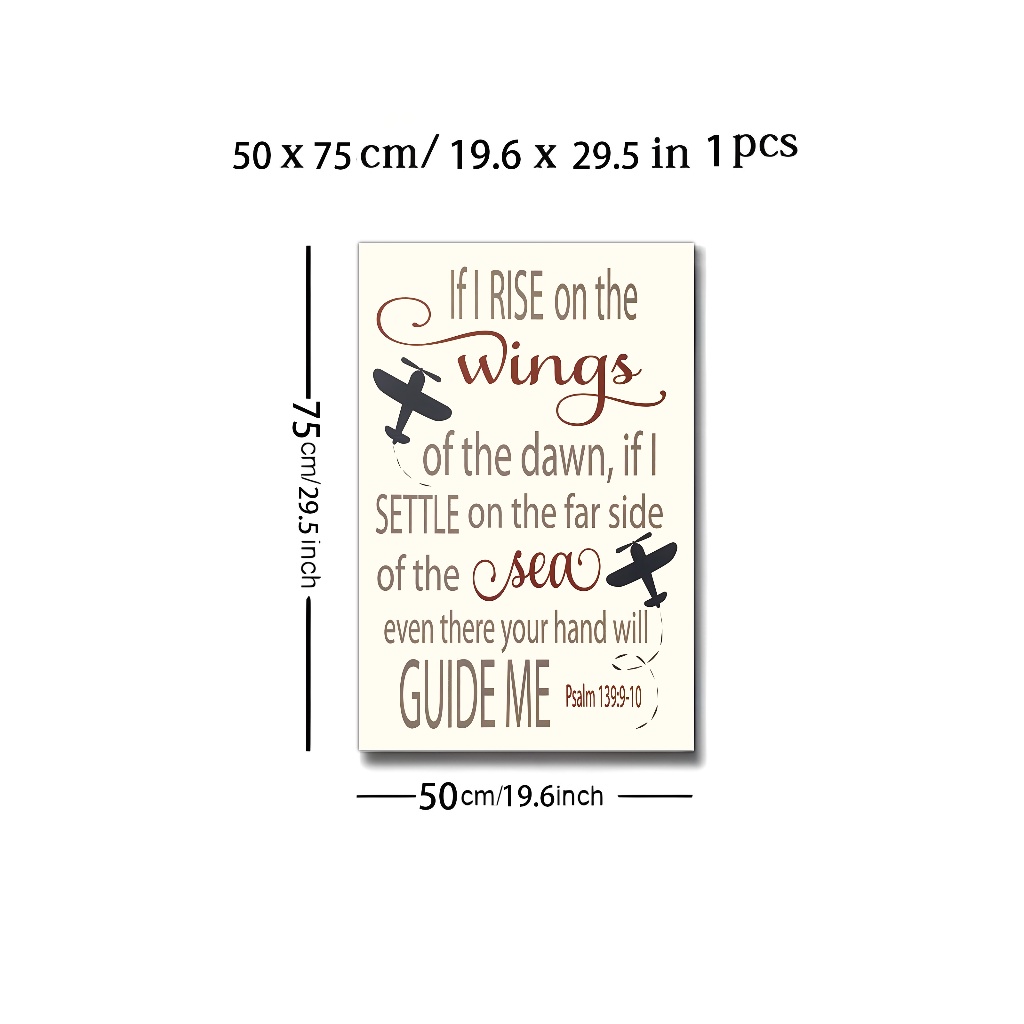 50 x 75 cm/ 19.6 x 29.5 in 1 pcs
If I RISE on the
wings
of the dawn, if I
SETTLE on the far side
of the sea
even there your hand will
GUIDE ME Psalm 139:9-10
75cm/29.5inch
50cm/19.6inch